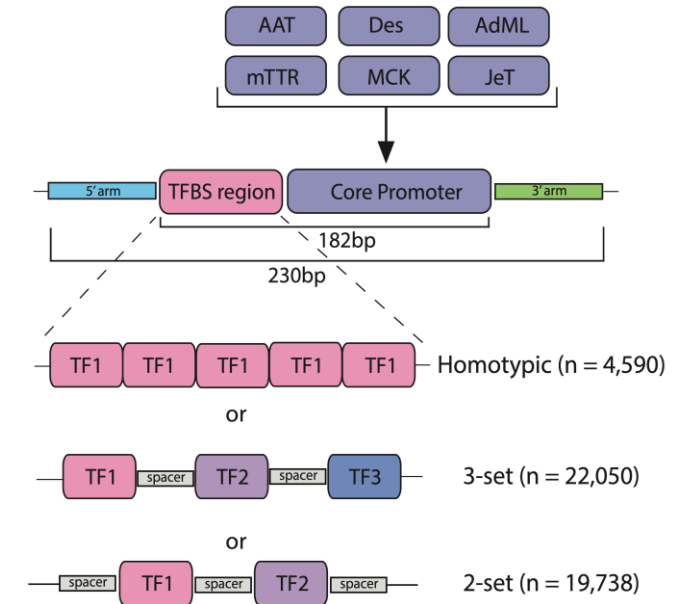 AAT Des AdML
mTTR MCK JeT
5' arm TFBS region Core Promoter 3' arm
182bp
230bp
TF1 TF1 TF1 TF1 TF1 Homotypic (n = 4,590)
or
TF1 spacer TF2 spacer TF3 3-set (n = 22,050)
or
spacer TF1 spacer TF2 spacer 2-set (n = 19,738)